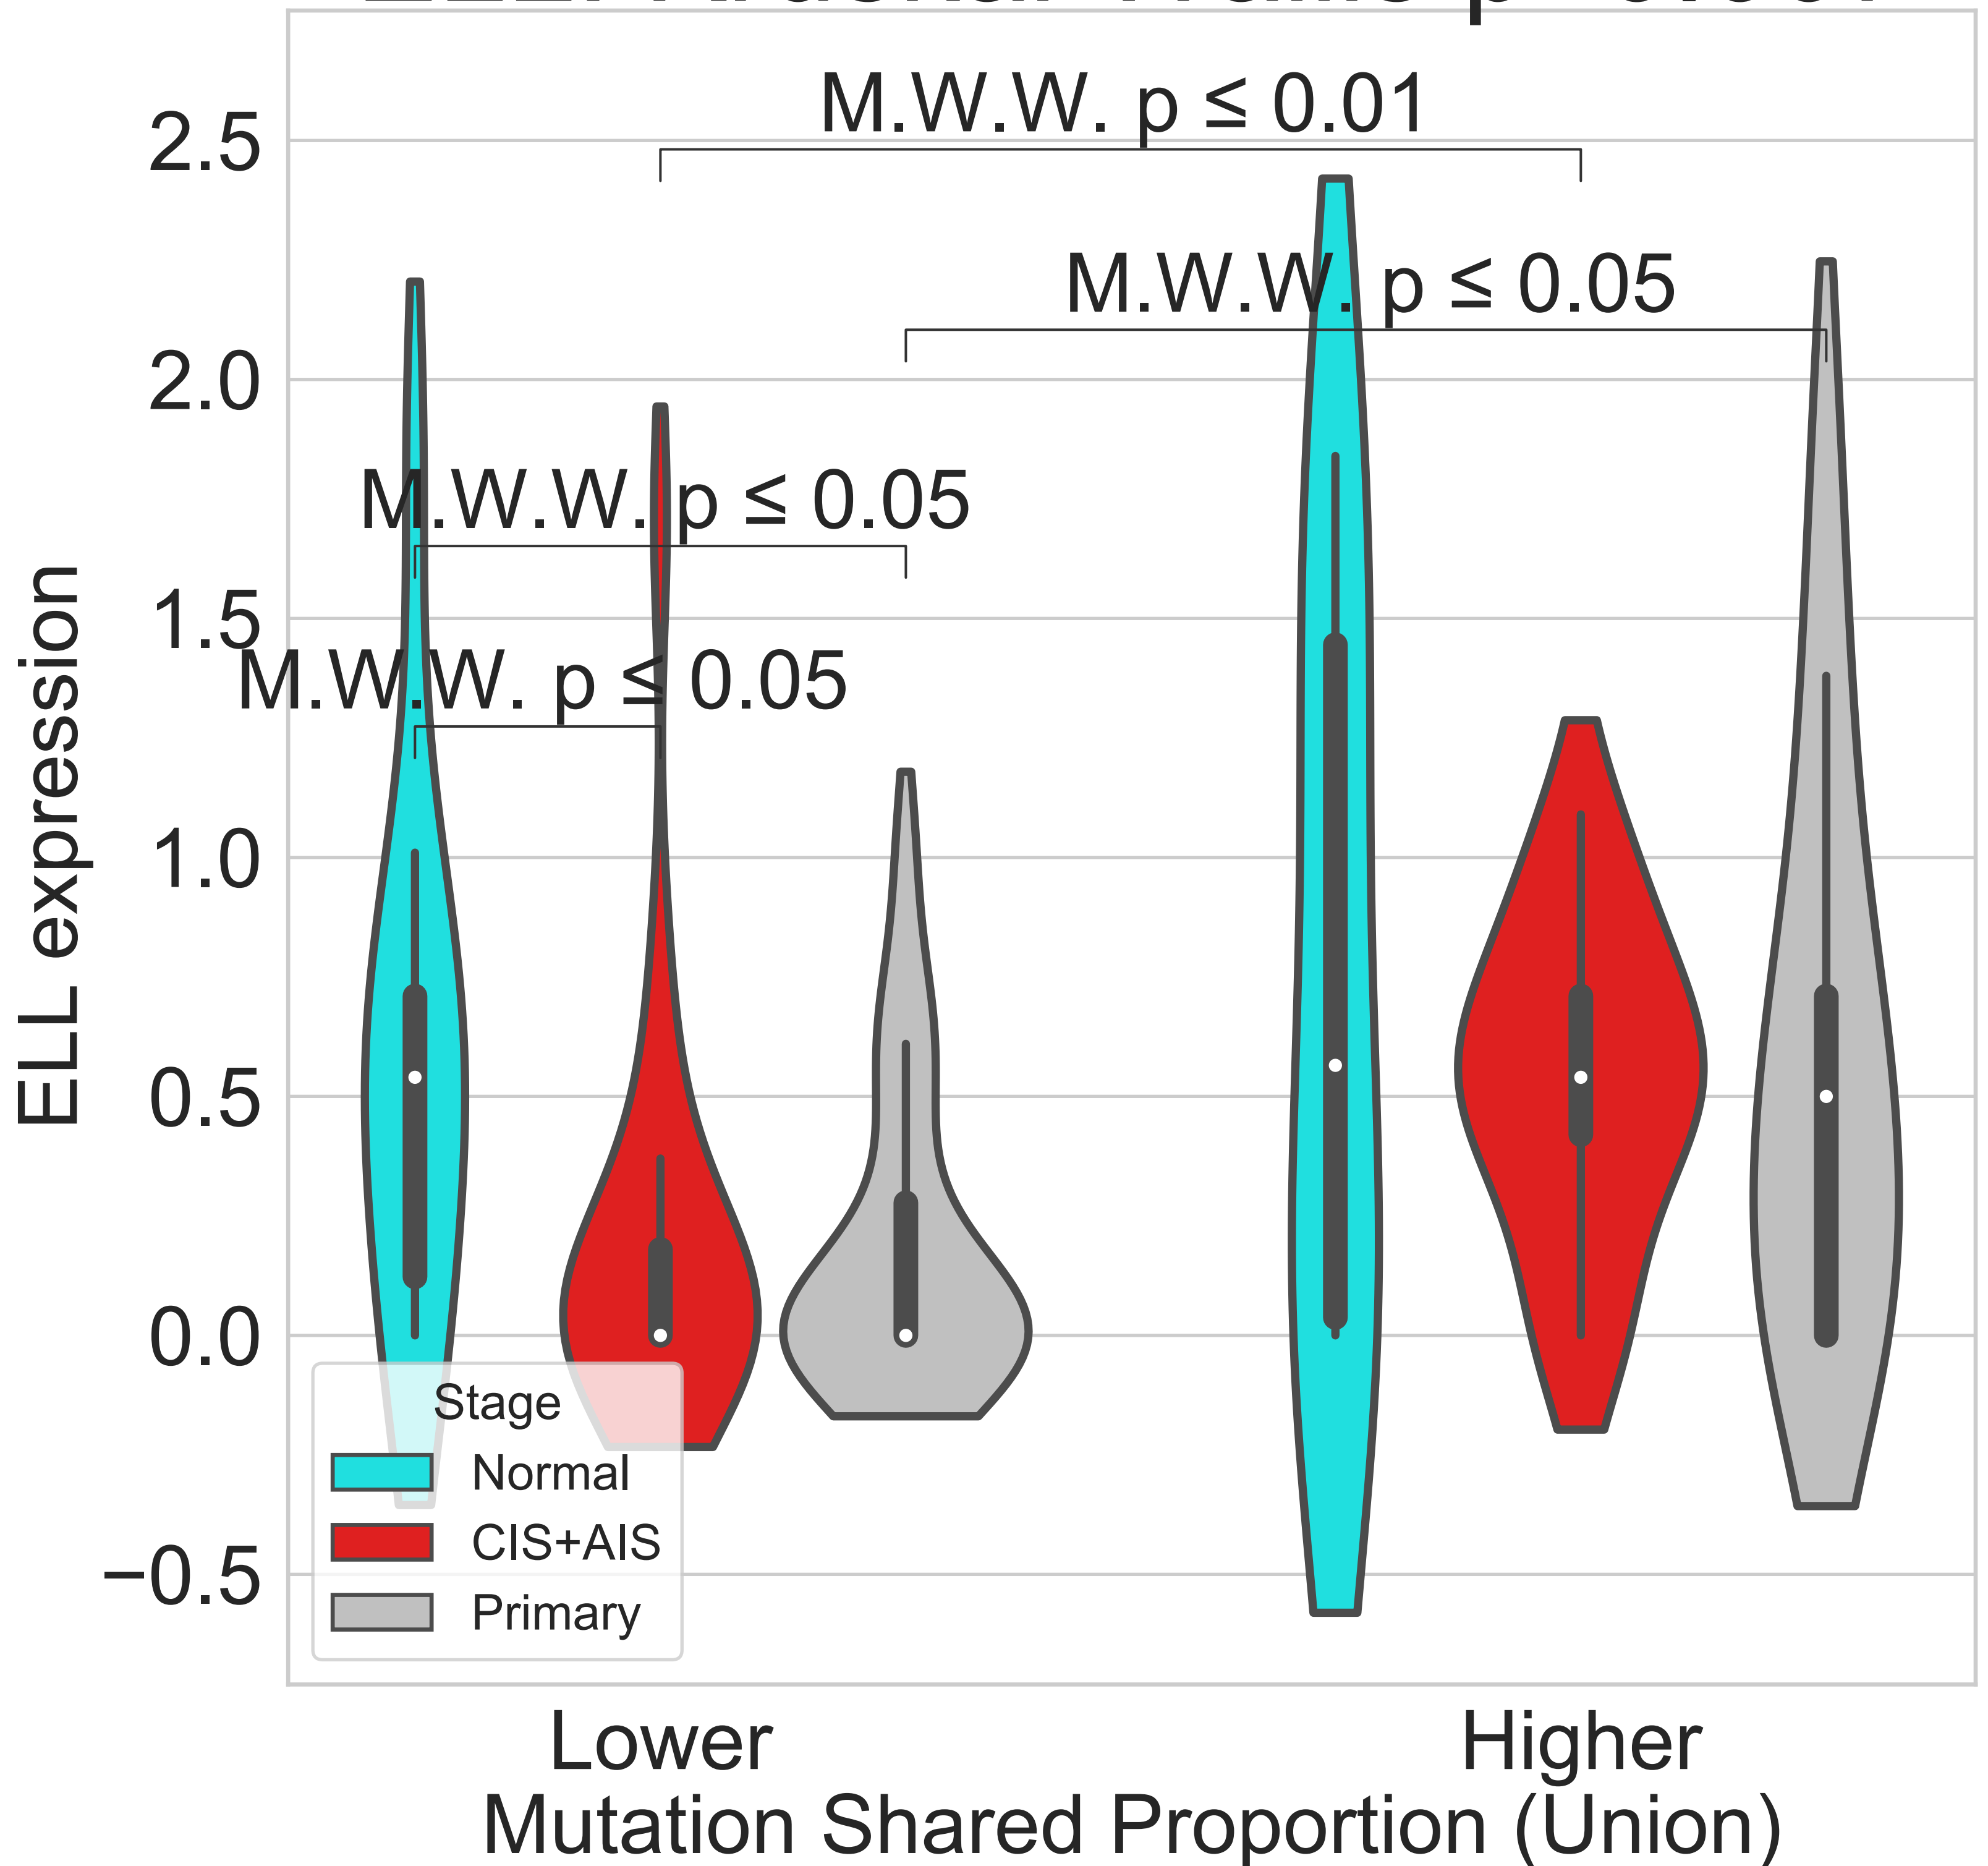 M.W.W. p ≤ 0.01
2.5
M.W.W. p ≤ 0.05
2.0
M.W.W. p ≤ 0.05
1.5
M.W.W. p ≤ 0.05
1.0
0.5
0.0
−0.5
ELL expression
Stage
Normal
CIS+AIS
Primary
Lower
Higher
Mutation Shared Proportion (Union)